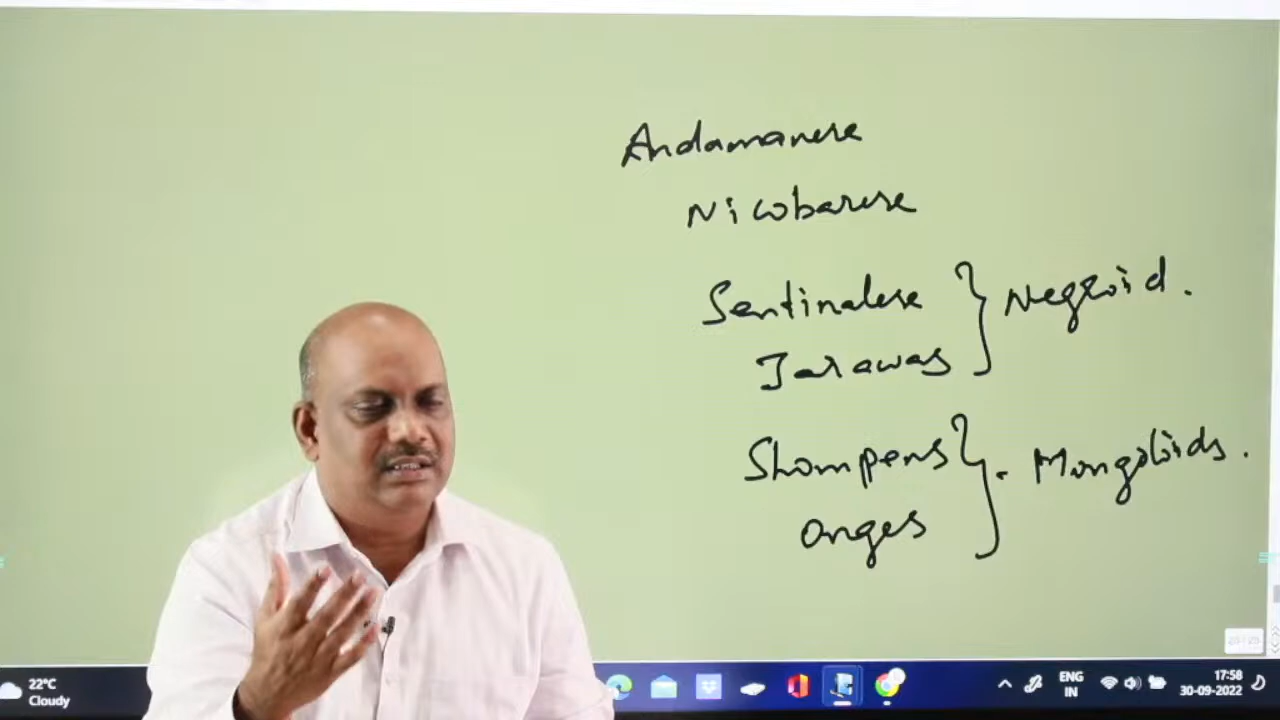 Andamanese
Nicobarese
Sentinalese } Negroid.
Jarawas
Shompens } Mongoloids.
Onges
22°C
Cloudy
ENG
IN
17:58
30-09-2022